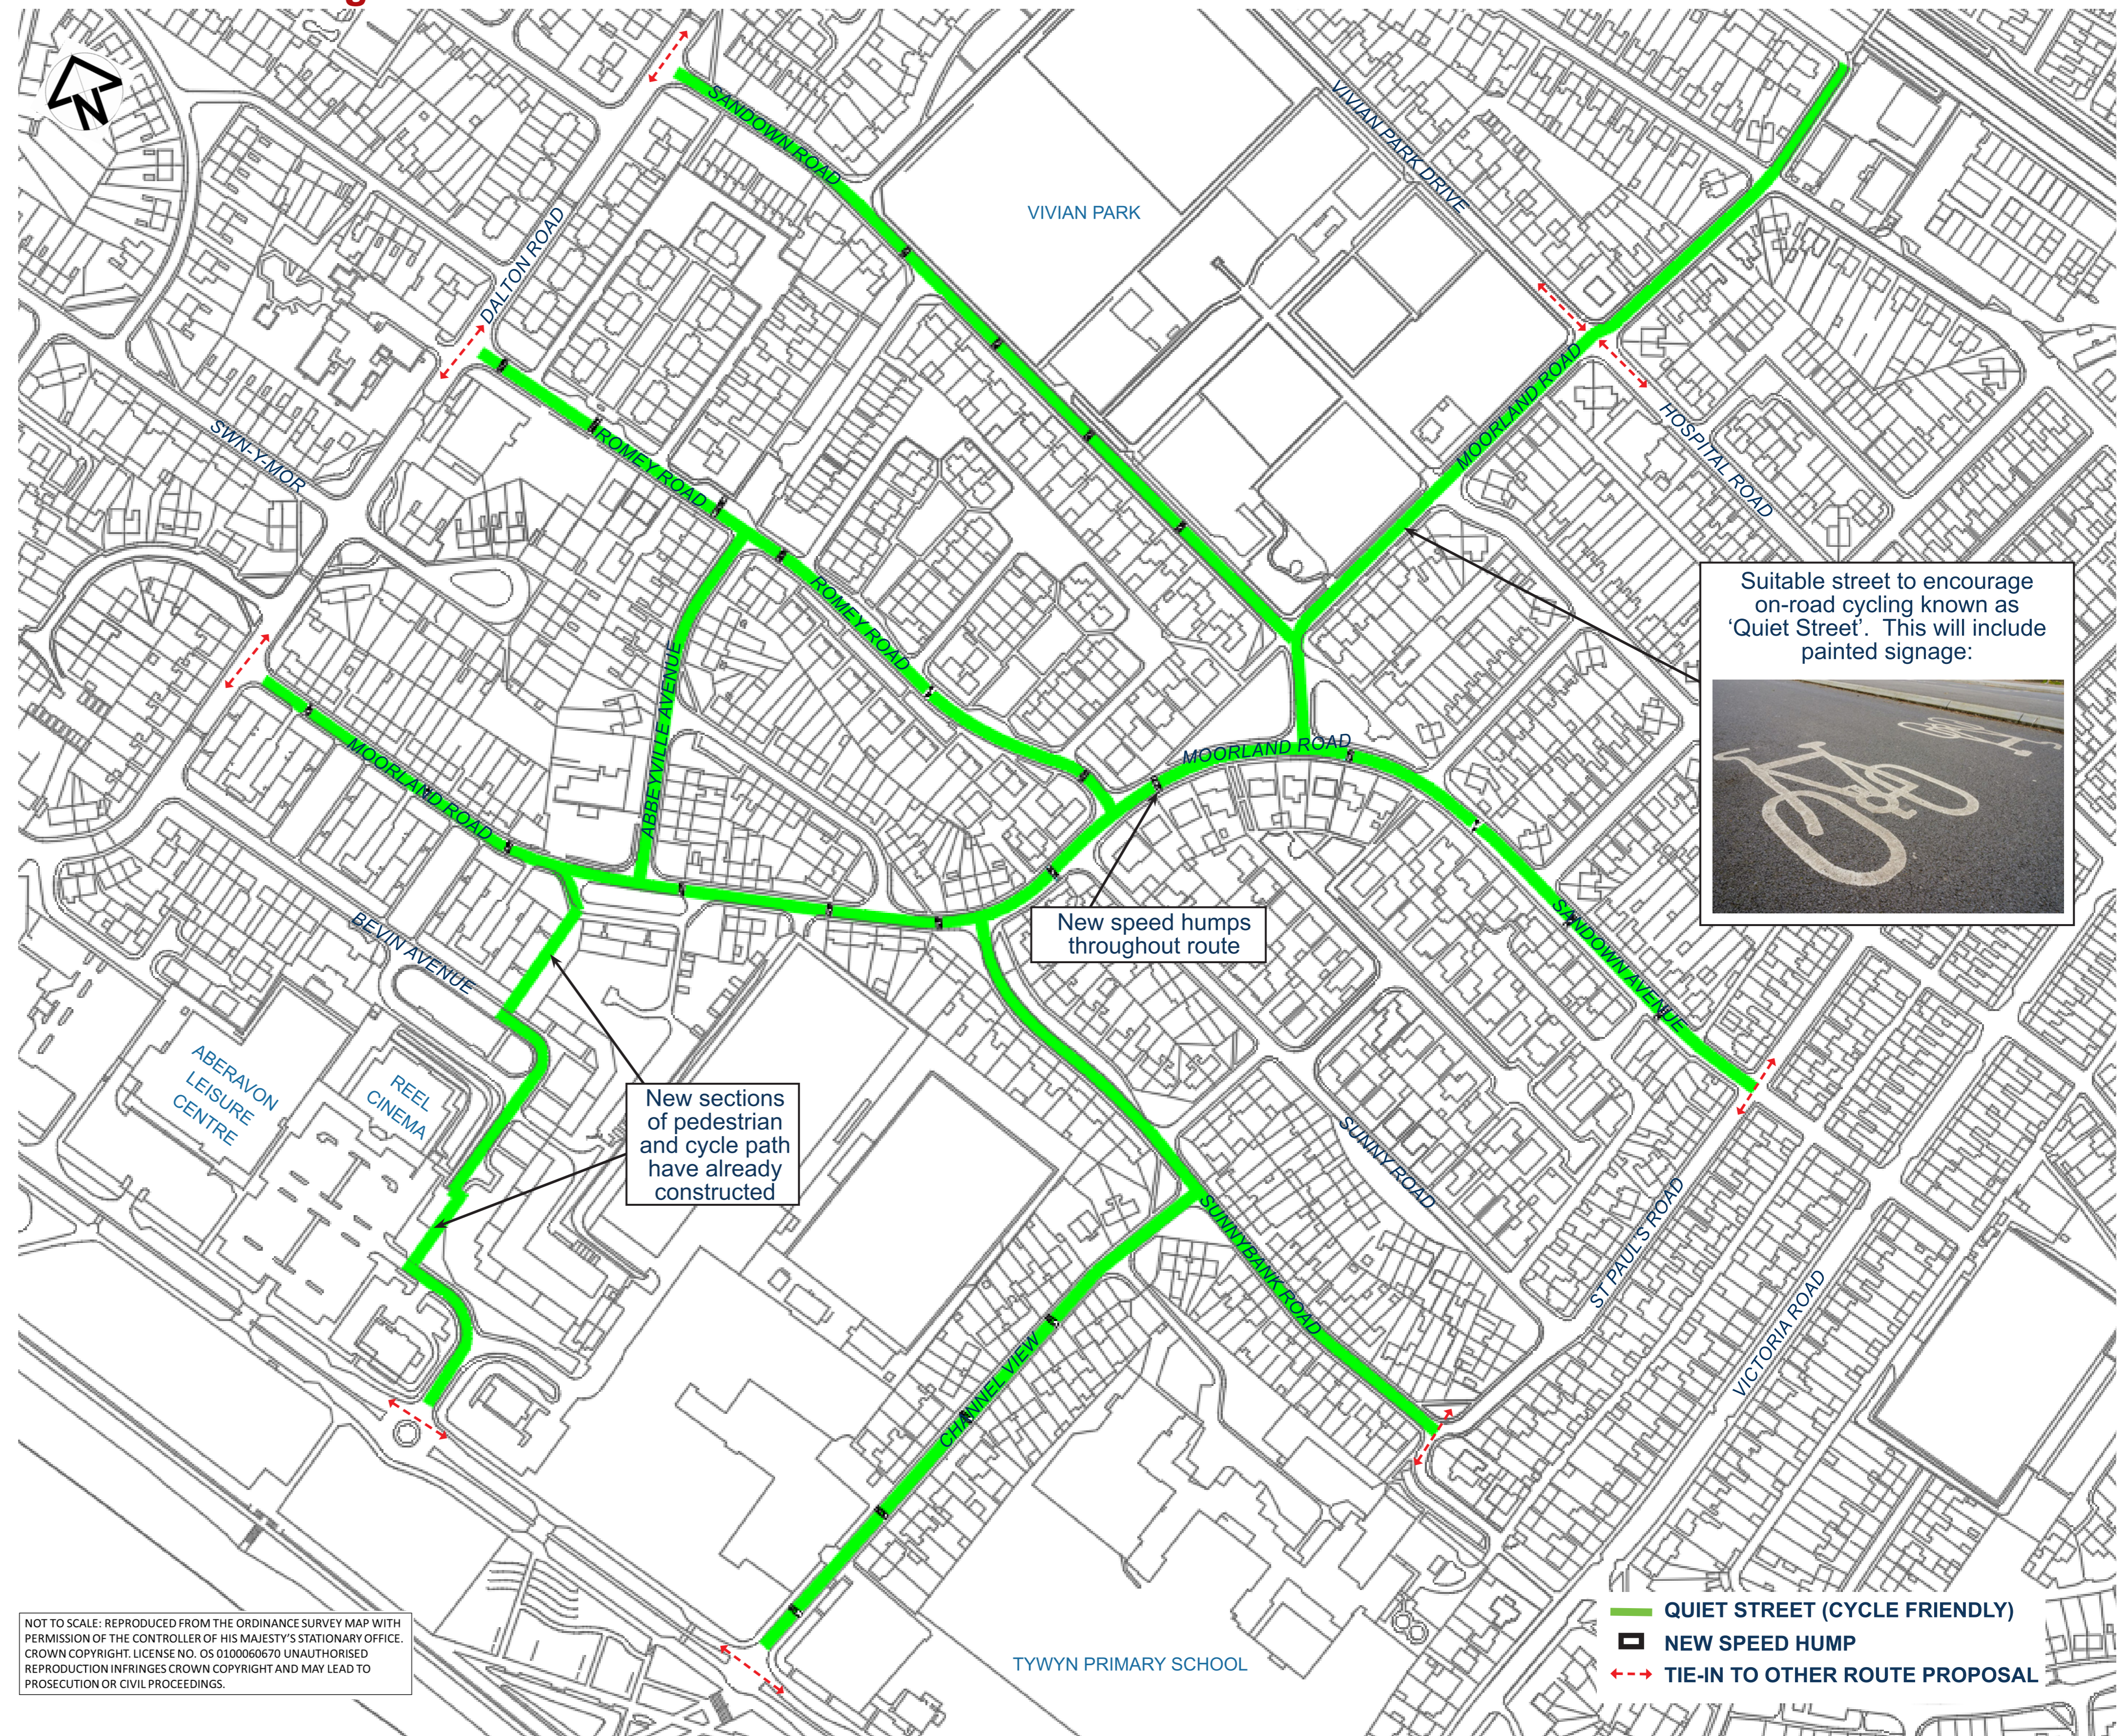 N
SANDOWN ROAD
VIVIAN PARK DRIVE
VIVIAN PARK
DALTON ROAD
MOORLAND ROAD
HOSPITAL ROAD
SWN-Y-MOR
ROMEY ROAD
ROMEY ROAD
Suitable street to encourage
on-road cycling known as
‘Quiet Street’. This will include
painted signage:
ABBEYVILLE AVENUE
MOORLAND ROAD
MOORLAND ROAD
New speed humps
throughout route
SANDOWN AVENUE
BEVIN AVENUE
ABERAVON
LEISURE
CENTRE
REEL
CINEMA
New sections
of pedestrian
and cycle path
have already
constructed
SUNNY ROAD
SUNNYBANK ROAD
ST PAUL'S ROAD
VICTORIA ROAD
CHANNEL VIEW
TYWYN PRIMARY SCHOOL
NOT TO SCALE: REPRODUCED FROM THE ORDINANCE SURVEY MAP WITH
PERMISSION OF THE CONTROLLER OF HIS MAJESTY'S STATIONARY OFFICE.
CROWN COPYRIGHT. LICENSE NO. OS 0100060670 UNAUTHORISED
REPRODUCTION INFRINGES CROWN COPYRIGHT AND MAY LEAD TO
PROSECUTION OR CIVIL PROCEEDINGS.
QUIET STREET (CYCLE FRIENDLY)
NEW SPEED HUMP
TIE-IN TO OTHER ROUTE PROPOSAL